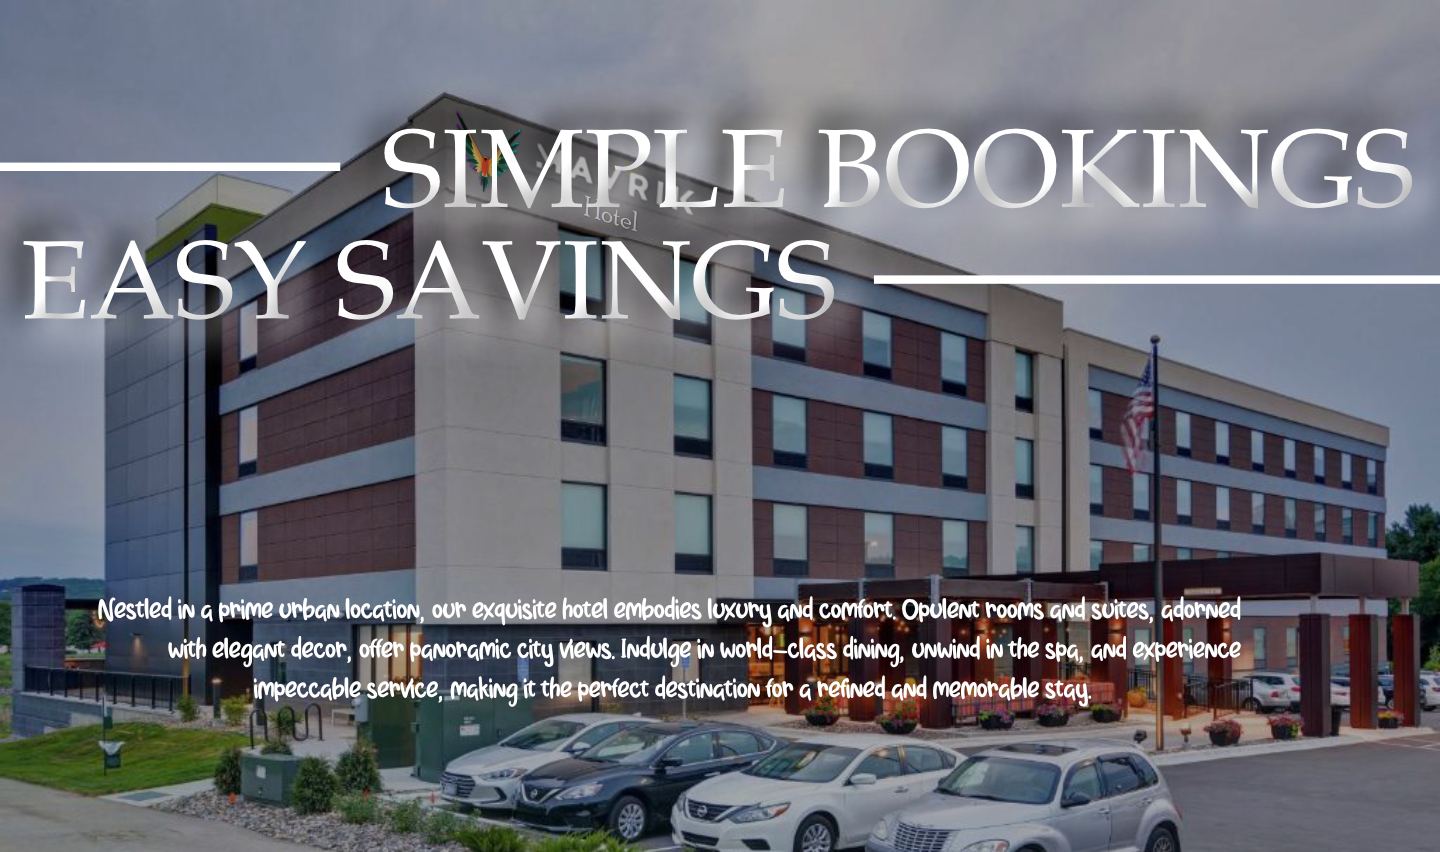 SIMPLE BOOKINGS
MAVRIK
Hotel
EASY SAVINGS
Nestled in a prime urban location, our exquisite hotel embodies luxury and comfort. Opulent rooms and suites, adorned
with elegant decor, offer panoramic city views. Indulge in world-class dining, unwind in the spa, and experience
impeccable service, making it the perfect destination for a refined and memorable stay.